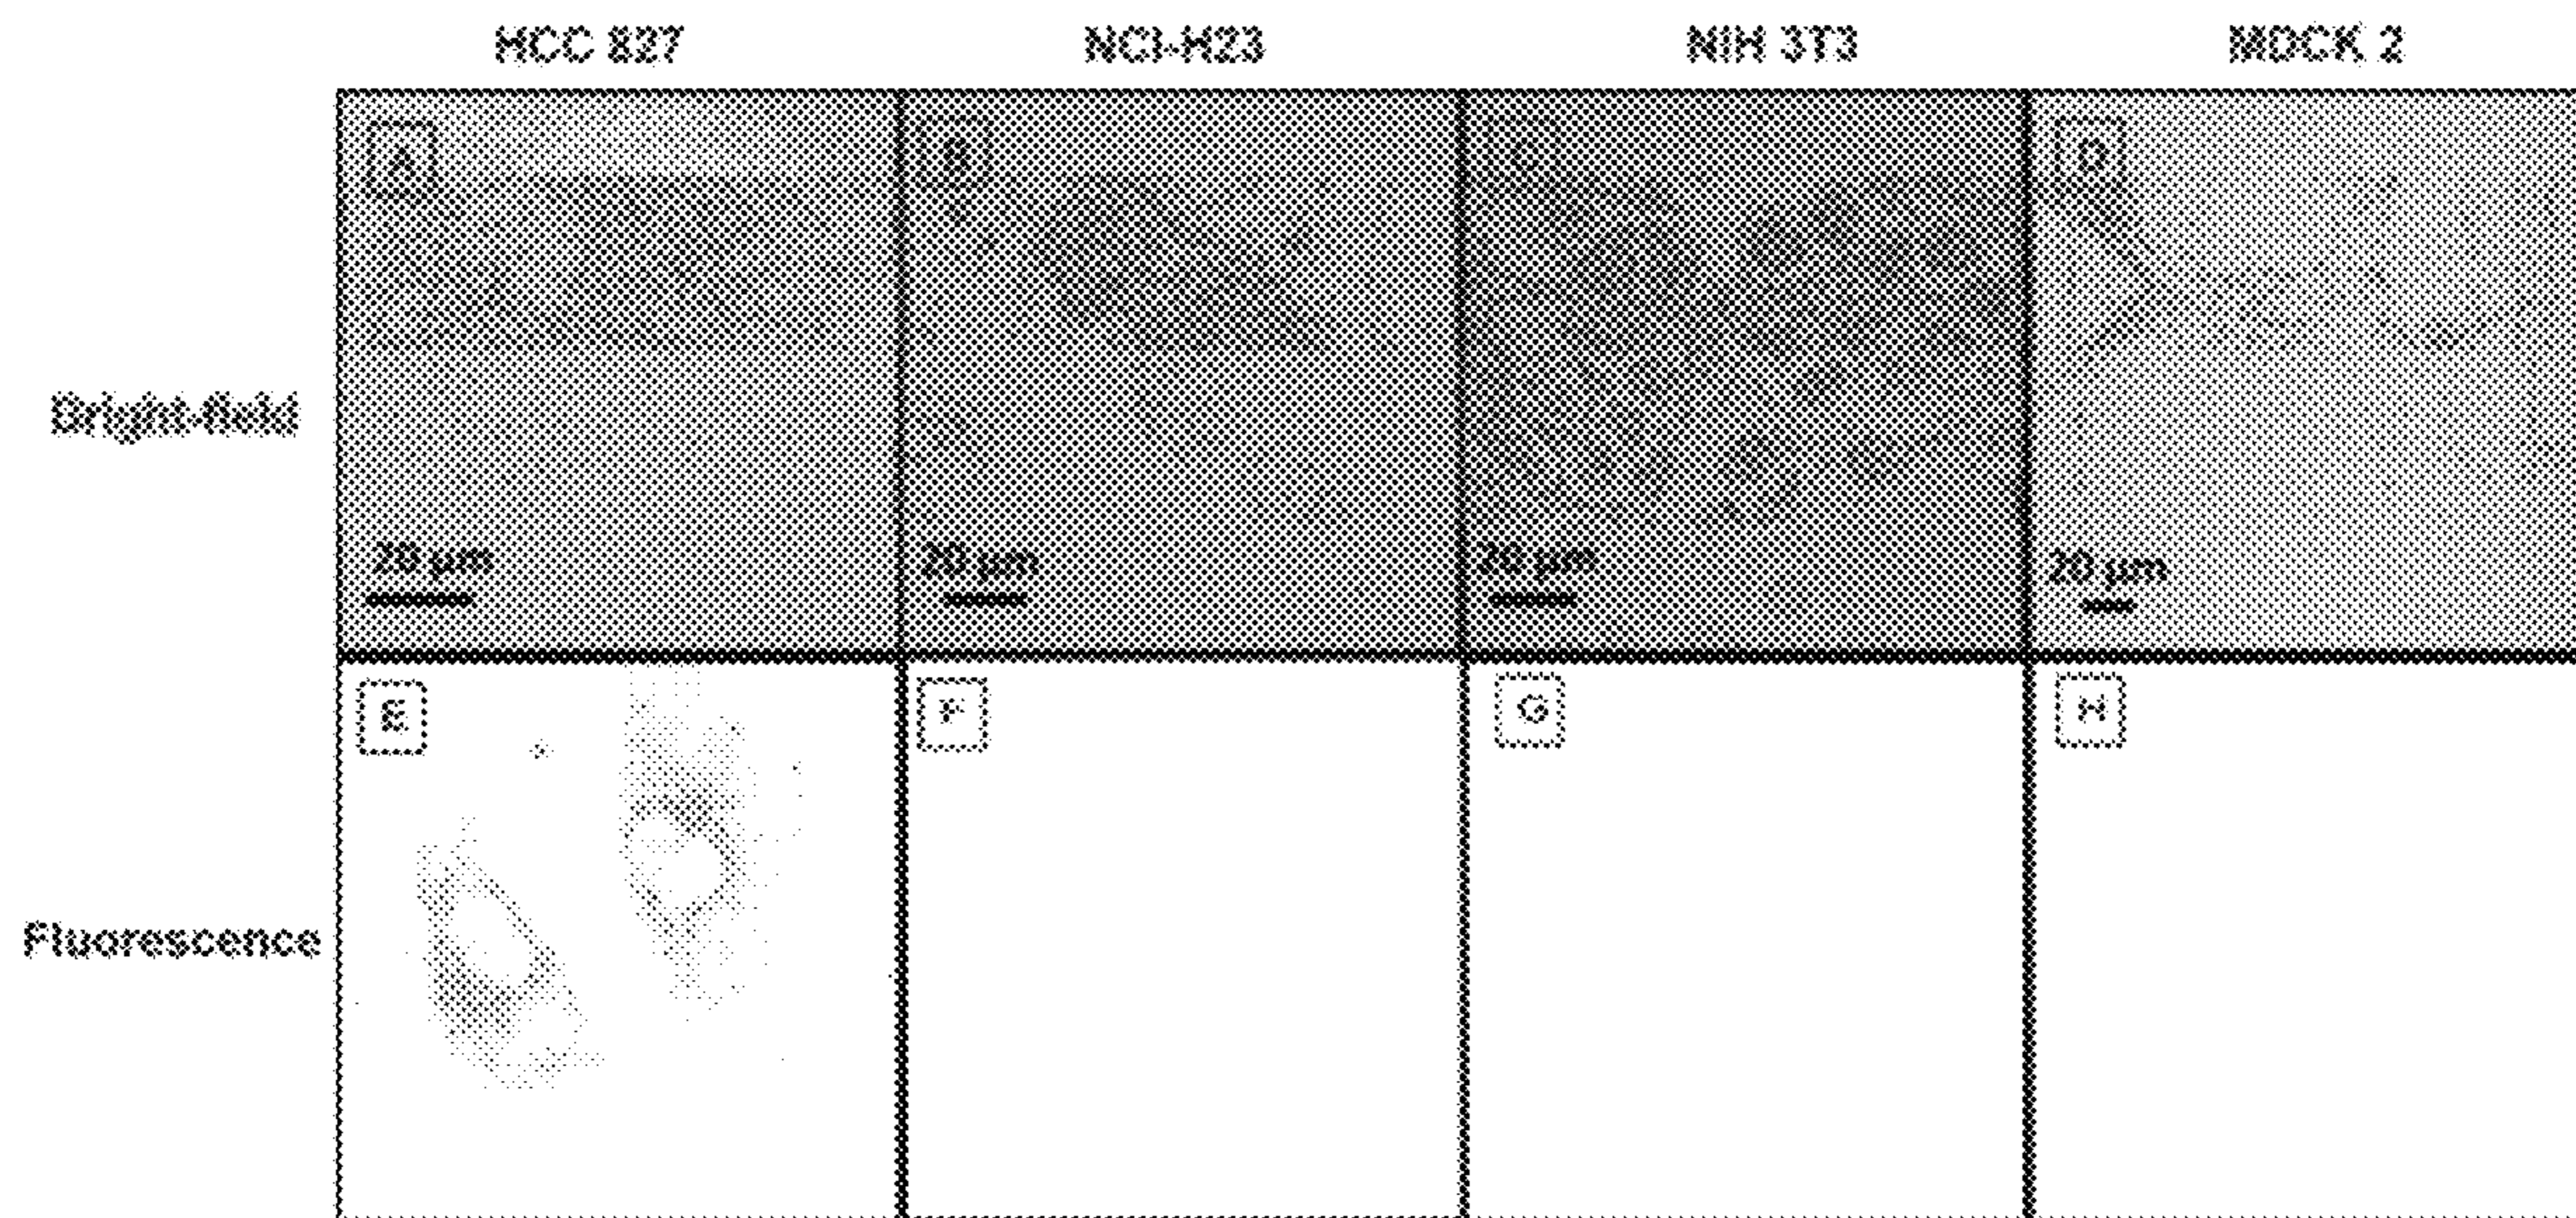 HCC 827 NCI-H23 NIH 3T3 MDCK 2
A B C D
Bright-field
20 µm 20 µm 20 µm 20 µm
E F G H
Fluorescence